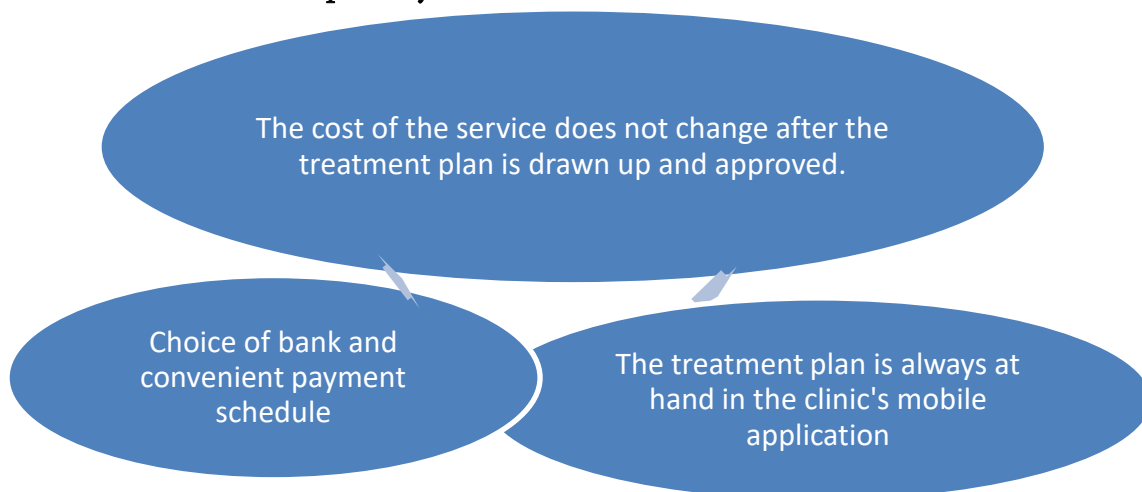 The cost of the service does not change after the
treatment plan is drawn up and approved.
Choice of bank and
convenient payment
schedule
The treatment plan is always at
hand in the clinic's mobile
application